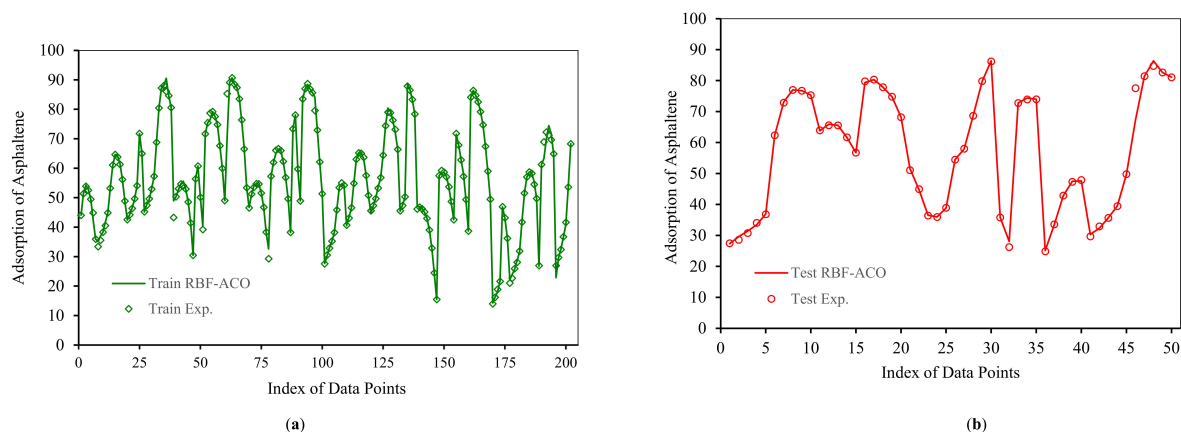 100
90
80
70
60
50
40
30
20
10
0
Adsorption of Asphaltene
Train RBF-ACO
Train Exp.
0 25 50 75 100 125 150 175 200
Index of Data Points
(a)
100
90
80
70
60
50
40
30
20
10
0
Adsorption of Asphaltene
Test RBF-ACO
Test Exp.
0 5 10 15 20 25 30 35 40 45 50
Index of Data Points
(b)